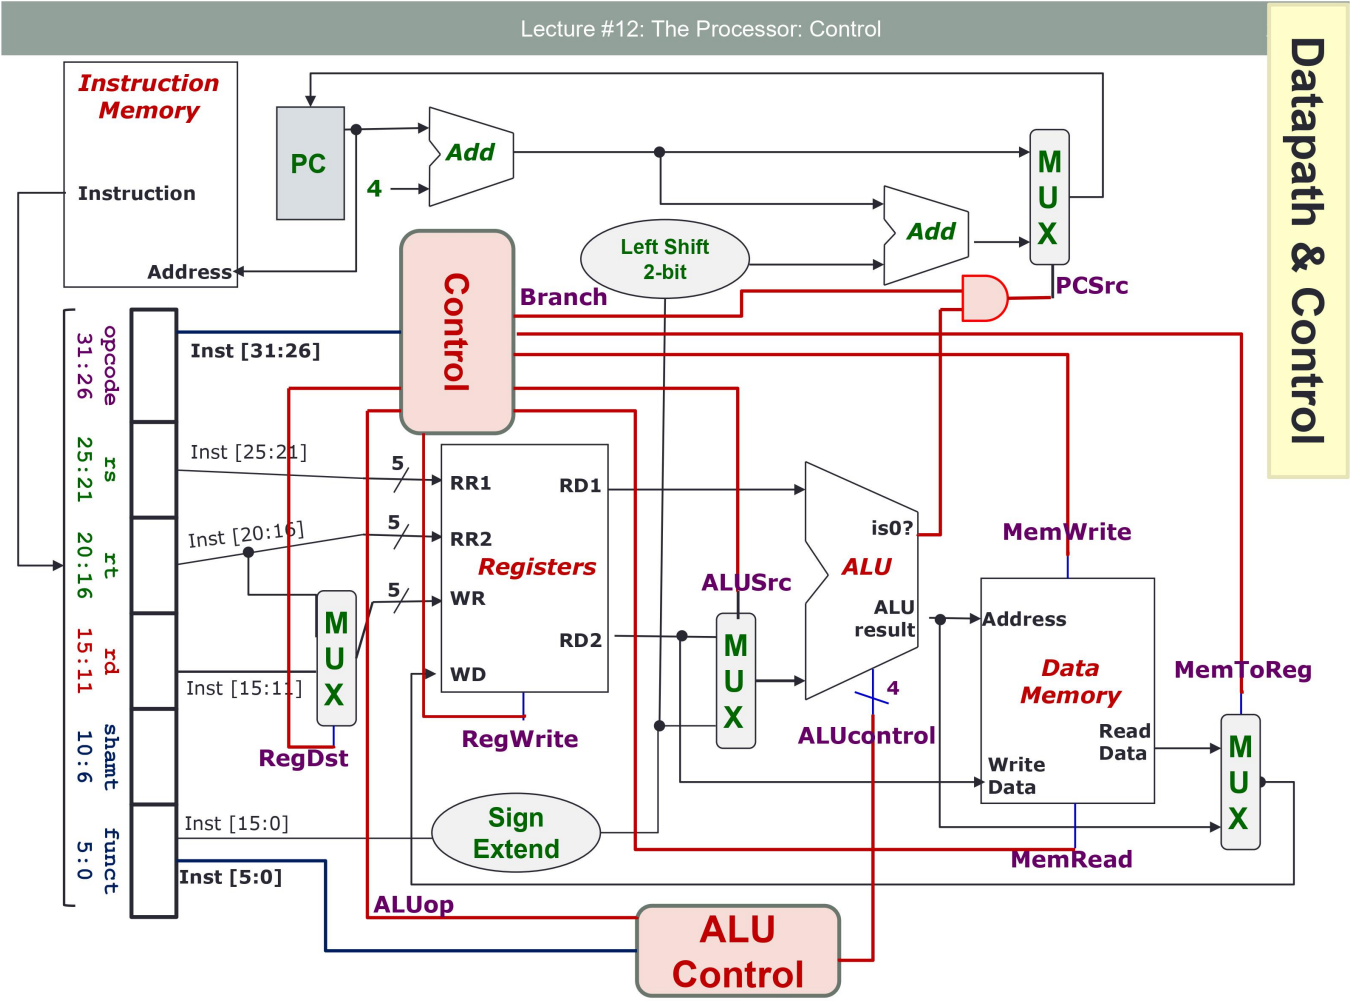 Lecture #12: The Processor: Control
Datapath & Control
Instruction
Memory
Instruction
Address
PC
4
Add
Add
M
U
X
Left Shift
2-bit
PCSrc
Branch
Control
opcode
31:26
Inst [31:26]
rs
25:21
Inst [25:21]
5
rt
20:16
Inst [20:16]
5
rd
15:11
Inst [15:11]
5
shamt
10:6
funct
5:0
Inst [15:0]
Inst [5:0]
M
U
X
RegDst
RR1
RR2
WR
WD
Registers
RD1
RD2
RegWrite
Sign
Extend
ALUSrc
M
U
X
is0?
ALU
ALU
result
4
ALUcontrol
MemWrite
Address
Data
Memory
Read
Data
Write
Data
MemRead
MemToReg
M
U
X
ALUop
ALU
Control